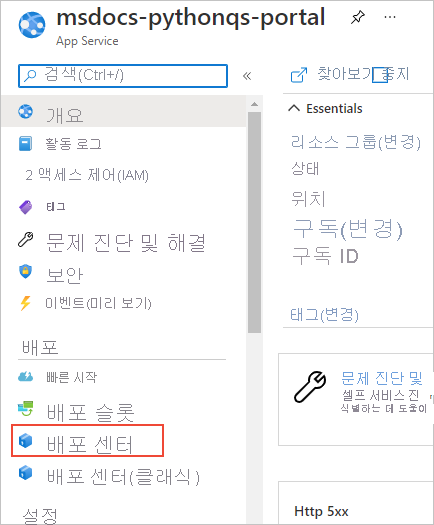 msdocs-pythonqs-portal
App Service
검색(Ctrl+/)
개요
활동 로그
2 액세스 제어(IAM)
태그
문제 진단 및 해결
보안
이벤트(미리 보기)
배포
빠른 시작
배포 슬롯
배포 센터
배포 센터(클래식)
설정
찾아보기 중지
Essentials
리소스 그룹(변경)
상태
위치
구독(변경)
구독 ID
태그(변경)
문제 진단 및
셀프 서비스 진
식별하는 데 도움이
Http 5xx